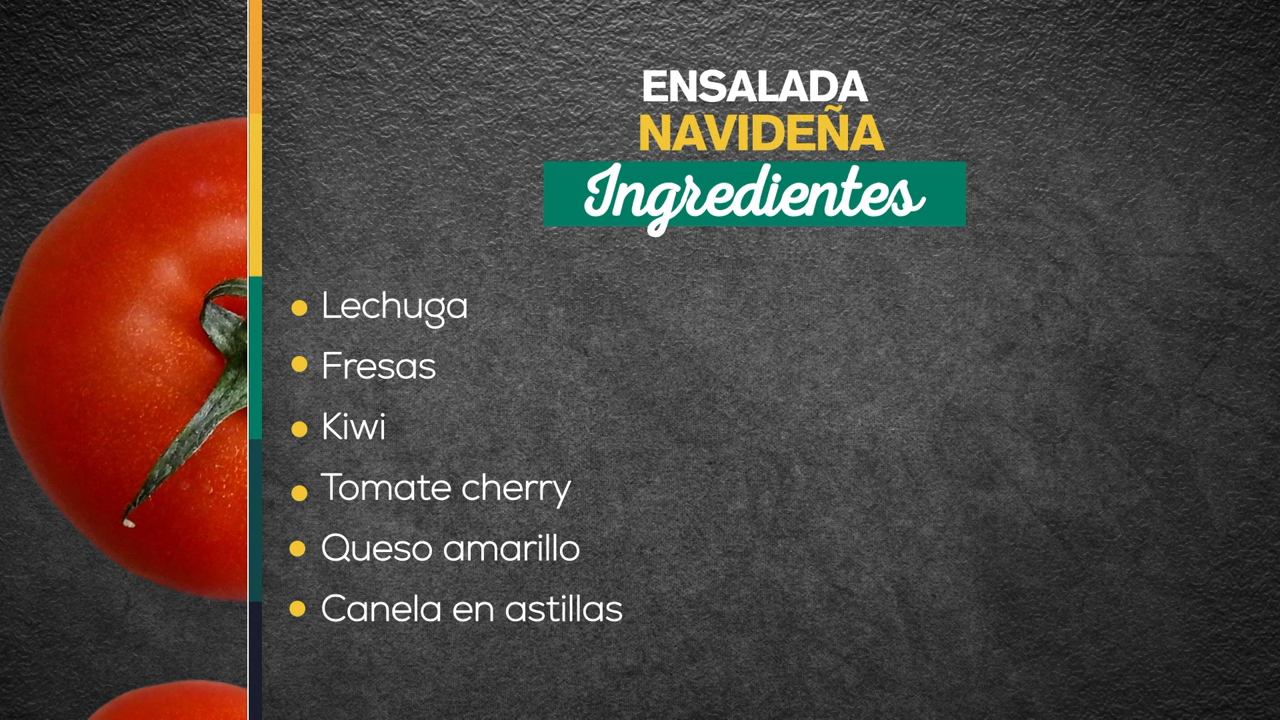 ENSALADA
NAVIDEÑA
Ingredientes
Lechuga
Fresas
Kiwi
Tomate cherry
Queso amarillo
Canela en astillas